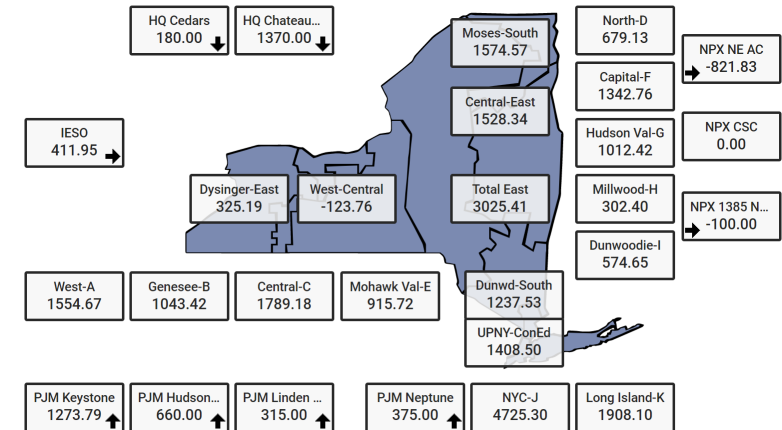 HQ Cedars
180.00
HQ Chateau...
1370.00
Moses-South
1574.57
North-D
679.13
NPX NE AC
-821.83
Capital-F
1342.76
Central-East
1528.34
IESO
411.95
Hudson Val-G
1012.42
NPX CSC
0.00
Dysinger-East
325.19
West-Central
-123.76
Total East
3025.41
Millwood-H
302.40
NPX 1385 N...
-100.00
Dunwoodie-I
574.65
West-A
1554.67
Genesee-B
1043.42
Central-C
1789.18
Mohawk Val-E
915.72
Dunwd-South
1237.53
UPNY-ConEd
1408.50
PJM Keystone
1273.79
PJM Hudson...
660.00
PJM Linden ...
315.00
PJM Neptune
375.00
NYC-J
4725.30
Long Island-K
1908.10